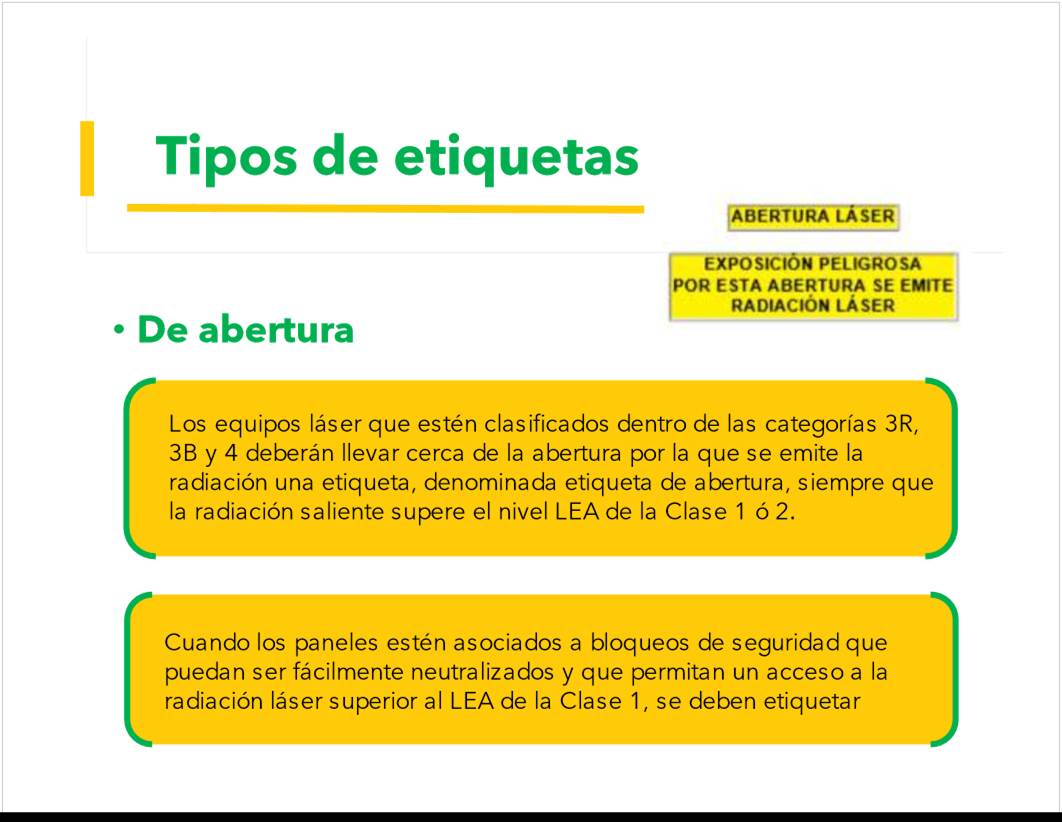 Tipos de etiquetas
ABERTURA LÁSER
EXPOSICIÓN PELIGROSA
POR ESTA ABERTURA SE EMITE
RADIACIÓN LÁSER
• De abertura
Los equipos láser que estén clasificados dentro de las categorías 3R,
3B y 4 deberán llevar cerca de la abertura por la que se emite la
radiación una etiqueta, denominada etiqueta de abertura, siempre que
la radiación saliente supere el nivel LEA de la Clase 1 ó 2.
Cuando los paneles estén asociados a bloqueos de seguridad que
puedan ser fácilmente neutralizados y que permitan un acceso a la
radiación láser superior al LEA de la Clase 1, se deben etiquetar